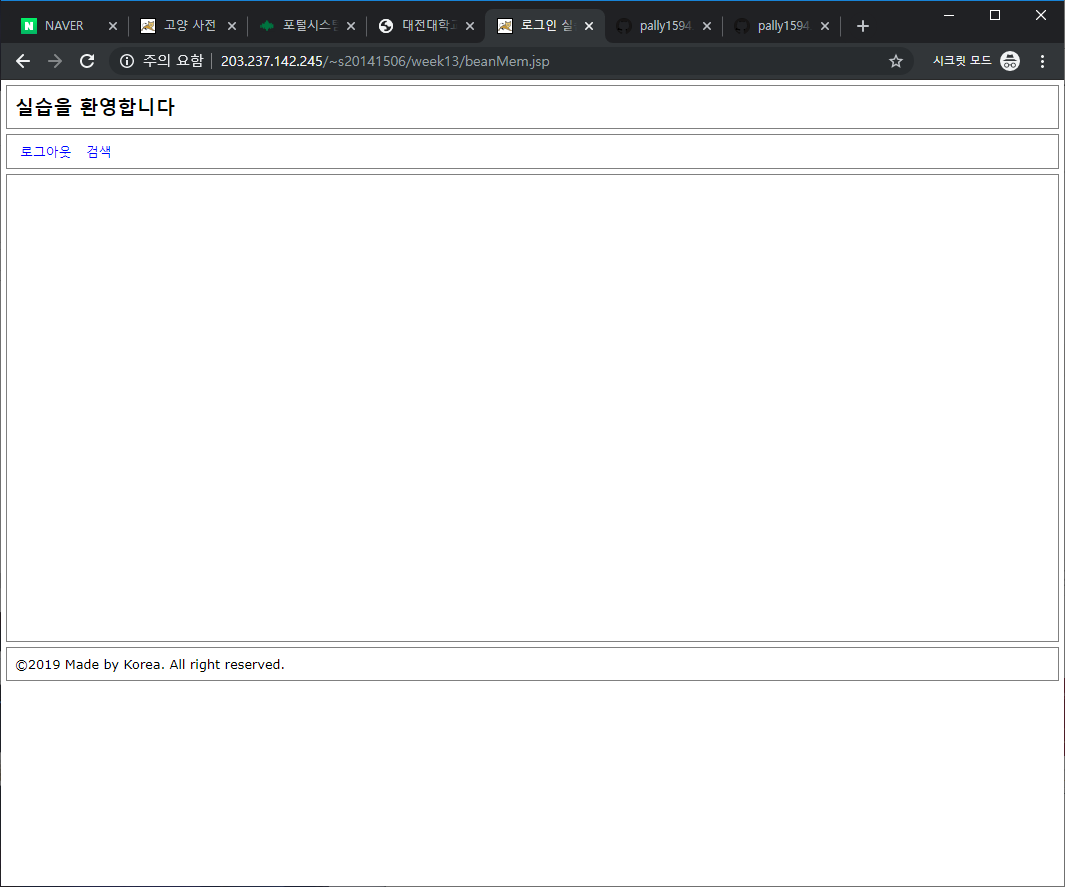 NAVER 고양 사전 포털시스템 대전대학교 로그인 실 pally1594 pally1594
주의 요함 203.237.142.245/~s20141506/week13/beanMem.jsp 시크릿 모드
실습을 환영합니다
로그아웃 검색
©2019 Made by Korea. All right reserved.